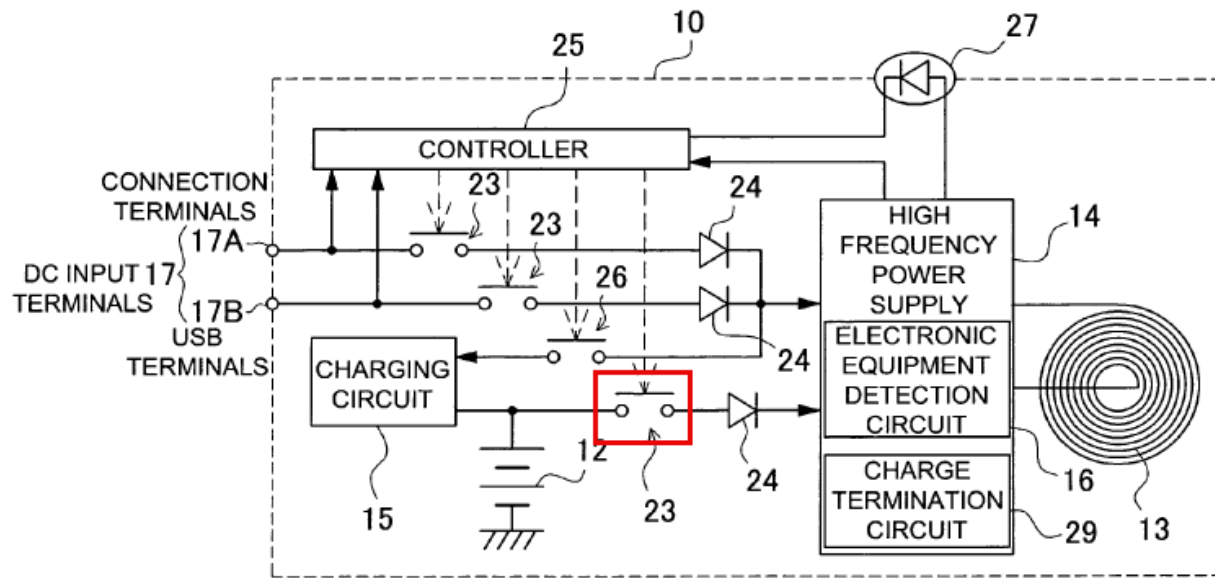 10
27
25
CONTROLLER
CONNECTION
TERMINALS
17A
DC INPUT 17
TERMINALS
17B
USB
TERMINALS
23
23
26
24
24
HIGH
FREQUENCY
POWER
SUPPLY
14
ELECTRONIC
EQUIPMENT
DETECTION
CIRCUIT
CHARGING
CIRCUIT
15
12
23
24
16
13
CHARGE
TERMINATION
CIRCUIT
29